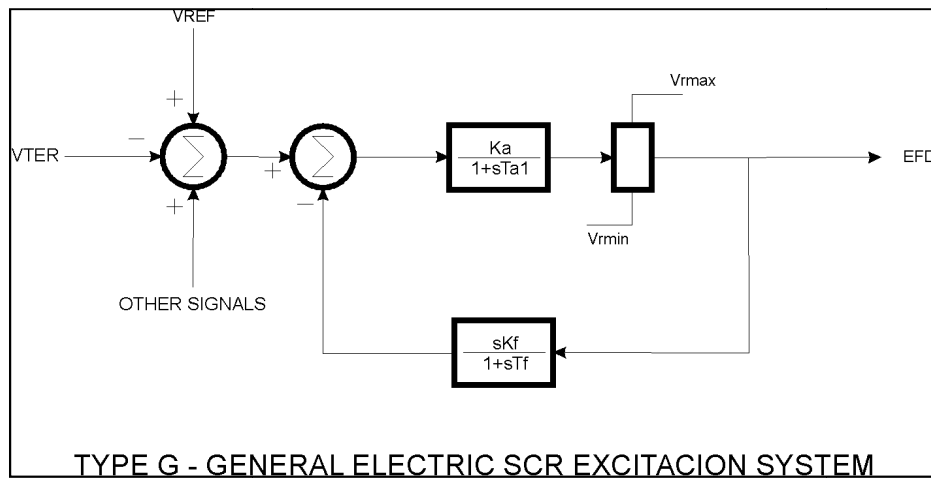 VREF
Vrmax
+
−
VTER
Σ
Σ
Ka
1+sTa1
EFD
+
−
+
Vrmin
OTHER SIGNALS
sKf
1+sTf
TYPE G - GENERAL ELECTRIC SCR EXCITACION SYSTEM